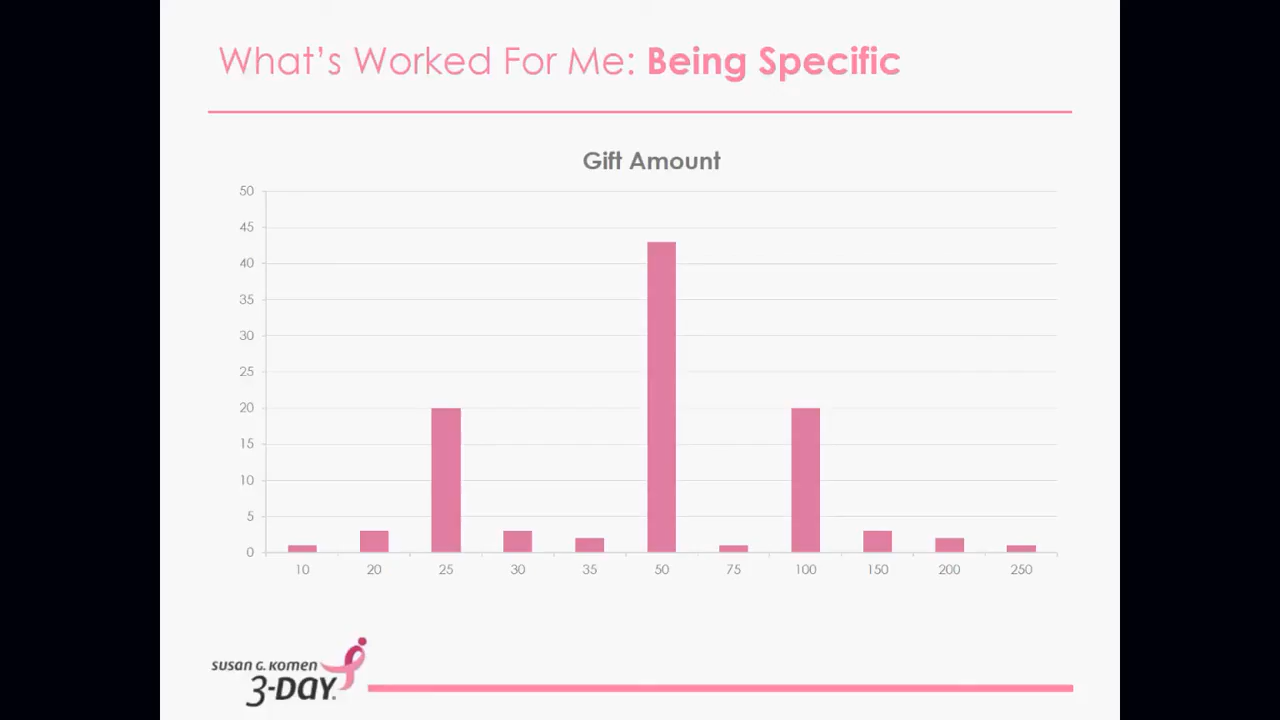 What's Worked For Me: Being Specific
Gift Amount
50
45
40
35
30
25
20
15
10
5
0
10 20 25 30 35 50 75 100 150 200 250
SUSAN G. KOMEN
3-DAY.